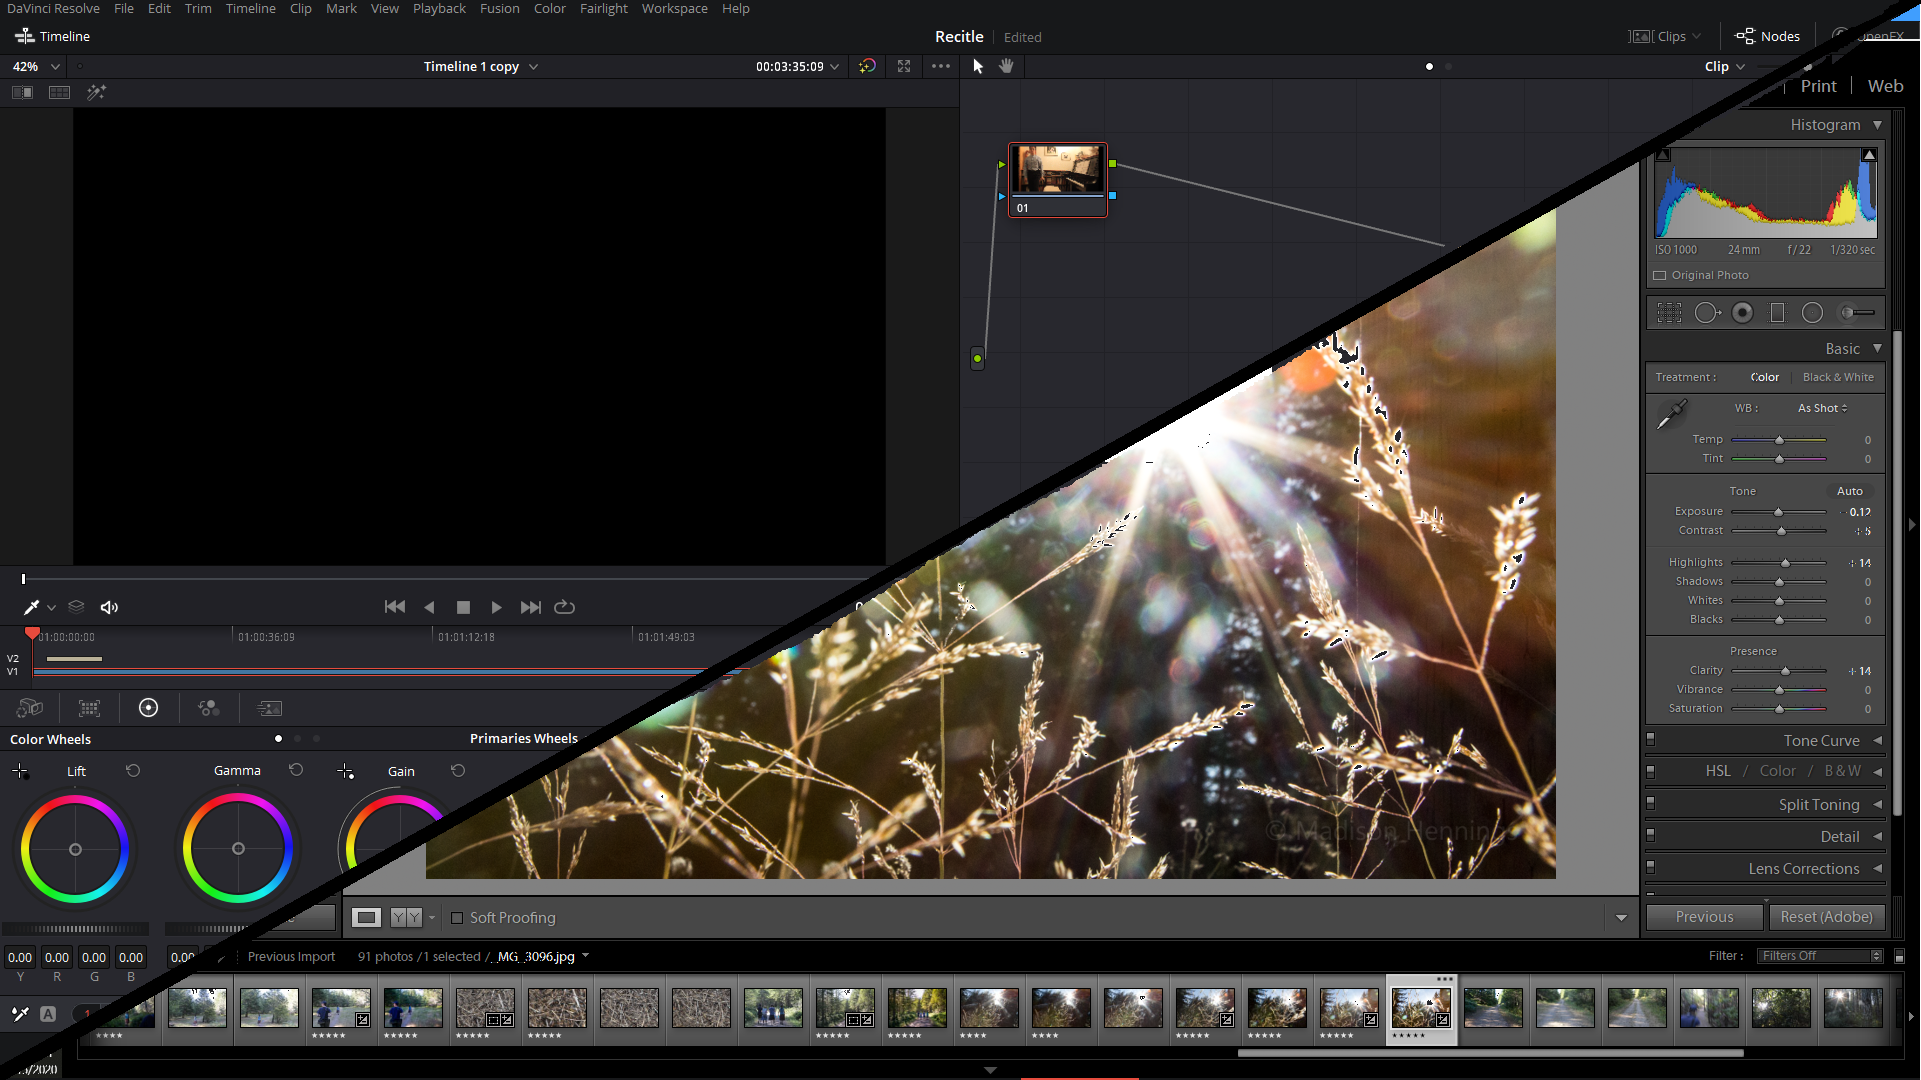 DaVinci Resolve File Edit Trim Timeline Clip Mark View Playback Fusion Color Fairlight Workspace Help
Timeline
Recitle Edited
Clips Nodes OpenFX
42% Timeline 1 copy 00:03:35:09
Clip
Print Web
Histogram
01
ISO 1000 24 mm f / 22 1/320 sec
Original Photo
Basic
Treatment : Color Black & White
WB : As Shot
Temp 0
Tint 0
Tone Auto
Exposure - 0.12
Contrast + 5
Highlights + 14
Shadows 0
Whites 0
Blacks 0
01:00:00:00 01:00:36:09 01:01:12:18 01:01:49:03
V2
V1
Presence
Clarity + 14
Vibrance 0
Saturation 0
Color Wheels Primaries Wheels
Tone Curve
Lift Gamma Gain
HSL / Color / B & W
Split Toning
© Madison Henning
Detail
Lens Corrections
Soft Proofing
Previous Reset (Adobe)
0.00 0.00 0.00 0.00 0.00
Y R G B
Previous Import 91 photos / 1 selected / _MG_3096.jpg
Filter : Filters Off
A 1
/2020